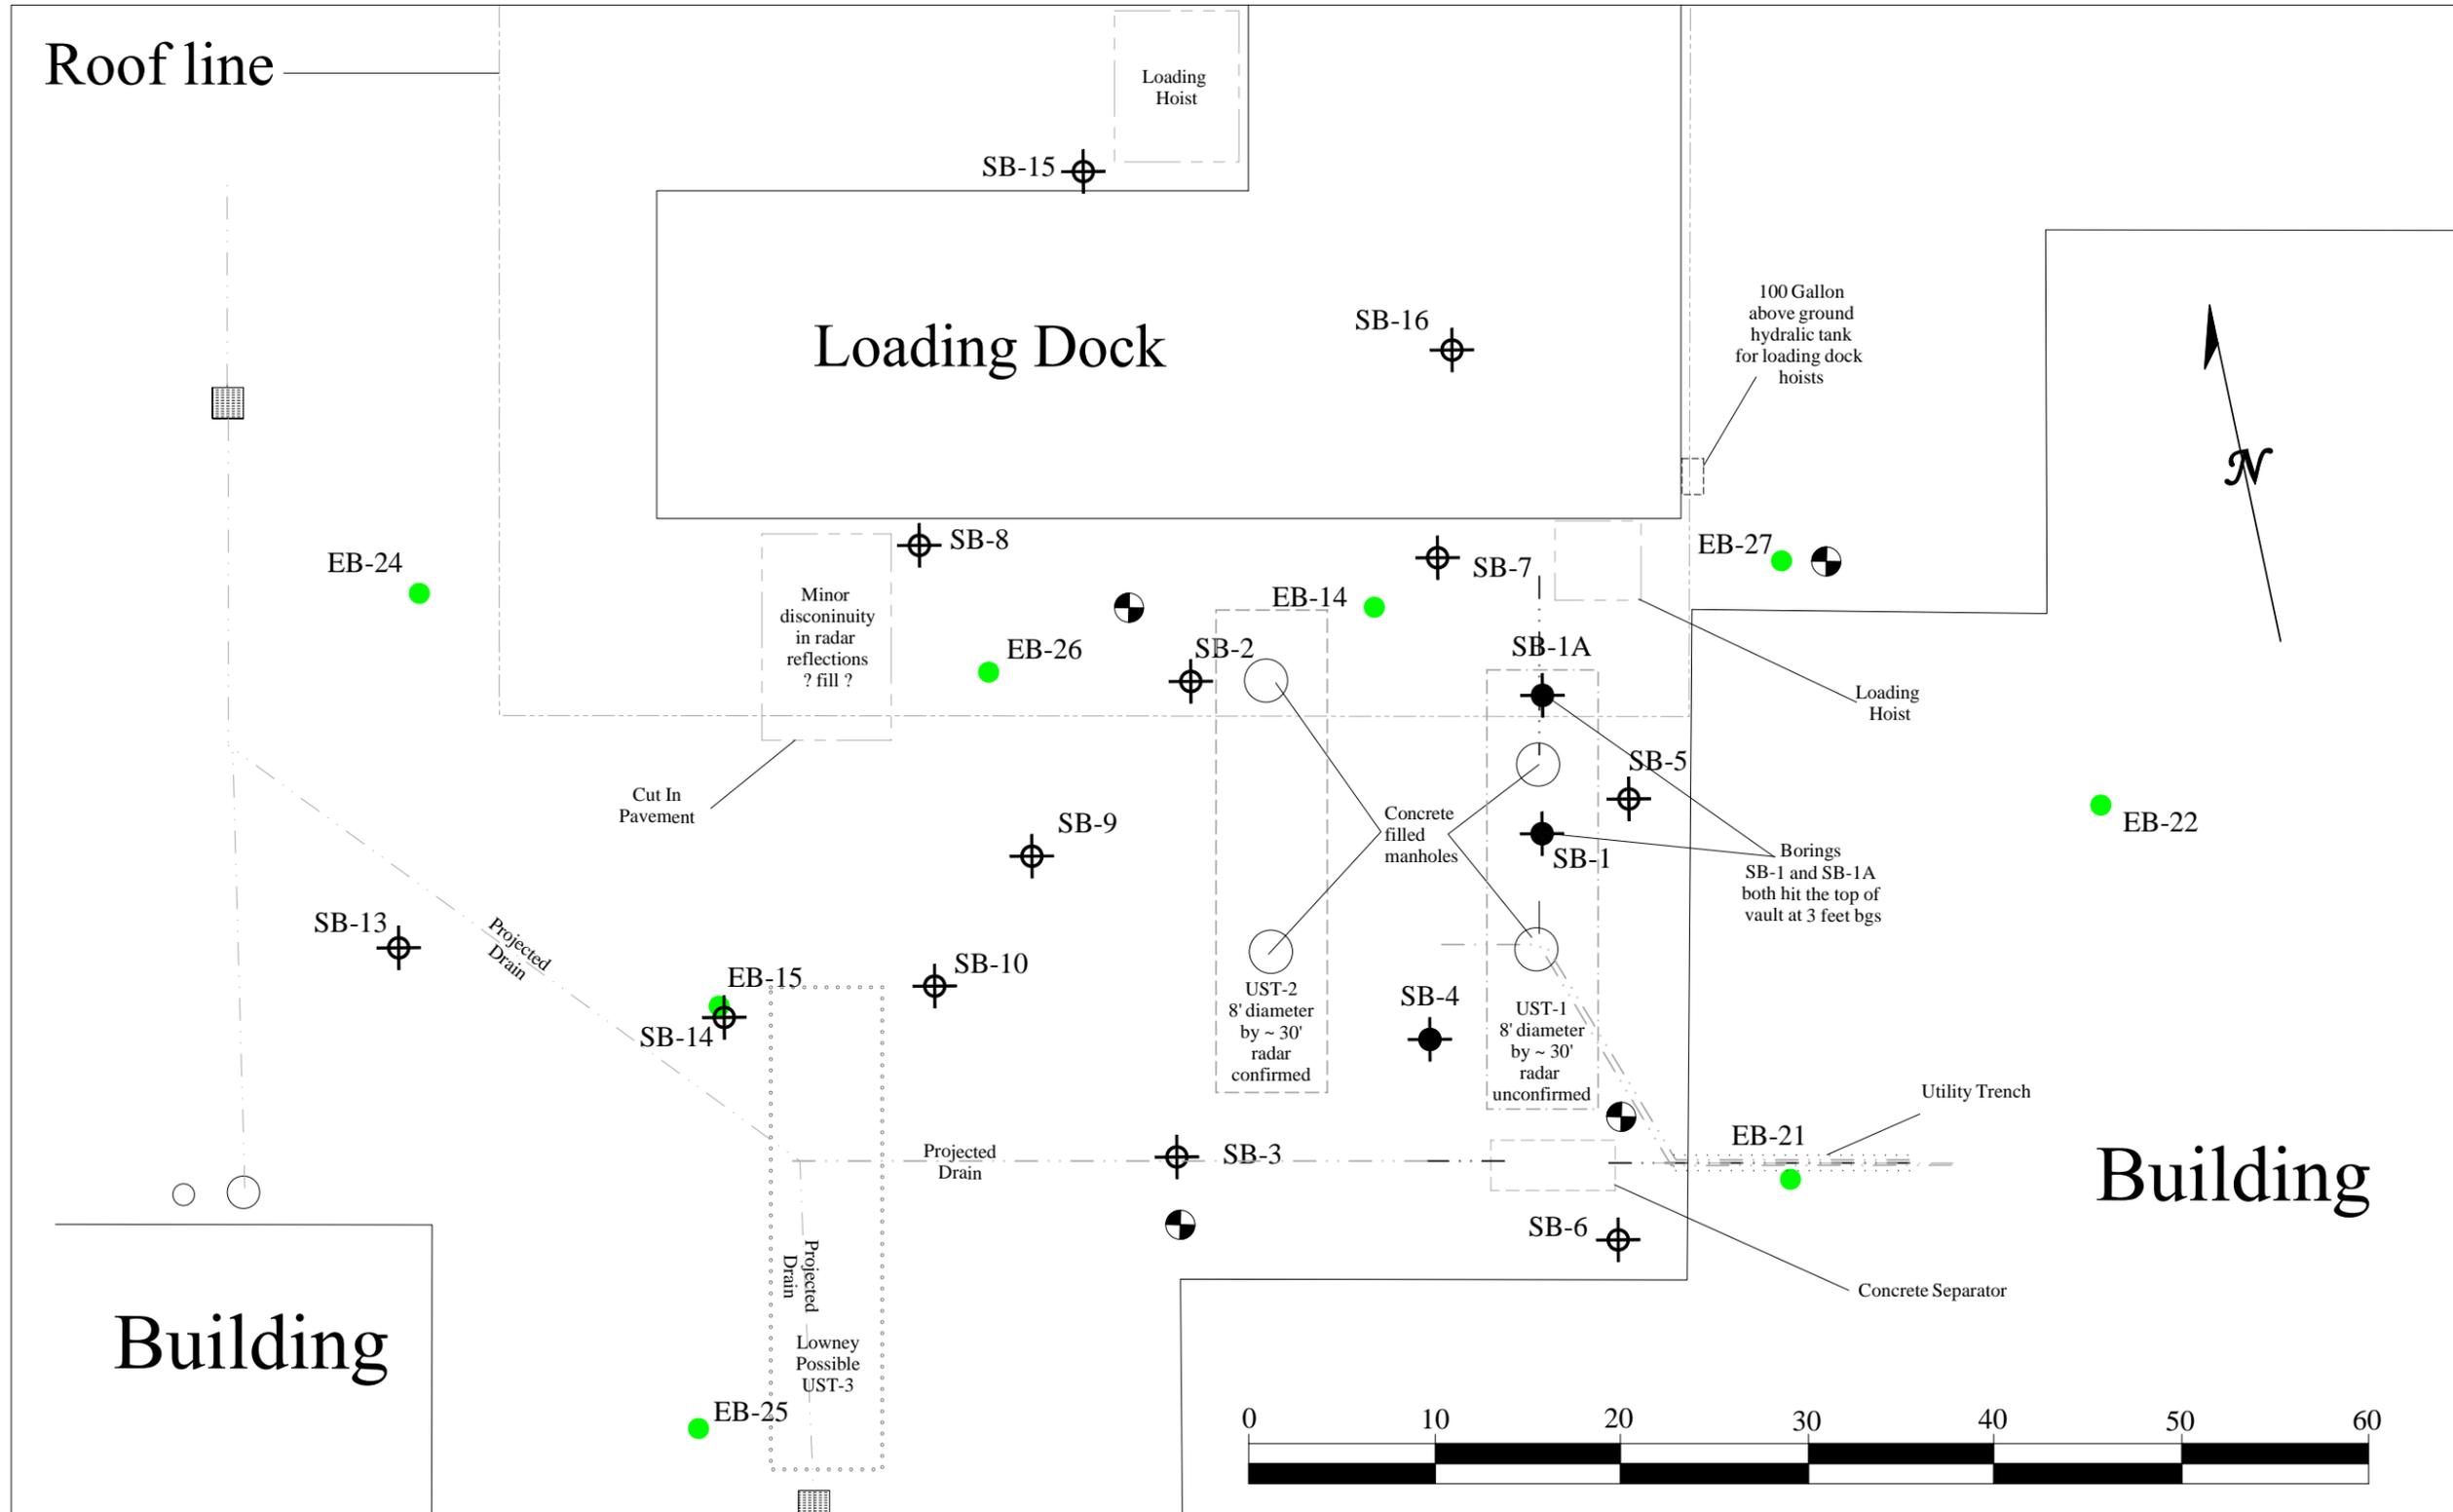 Roof line
Loading
Hoist
SB-15
100 Gallon
above ground
hydralic tank
for loading dock
hoists
SB-16
Loading Dock
N
SB-8
EB-27
SB-7
EB-24
EB-14
Minor
disconinuity
in radar
reflections
? fill ?
EB-26
SB-2
SB-1A
Loading
Hoist
SB-5
Cut In
Pavement
Concrete
filled
manholes
SB-9
EB-22
SB-1
Borings
SB-1 and SB-1A
both hit the top of
vault at 3 feet bgs
SB-13
Projected
Drain
EB-15
SB-10
SB-14
UST-2
8' diameter
by ~ 30'
radar
confirmed
SB-4
UST-1
8' diameter
by ~ 30'
radar
unconfirmed
Utility Trench
EB-21
Projected
Drain
SB-3
Building
SB-6
Projected
Drain
Concrete Separator
Building
Lowney
Possible
UST-3
EB-25
0 10 20 30 40 50 60